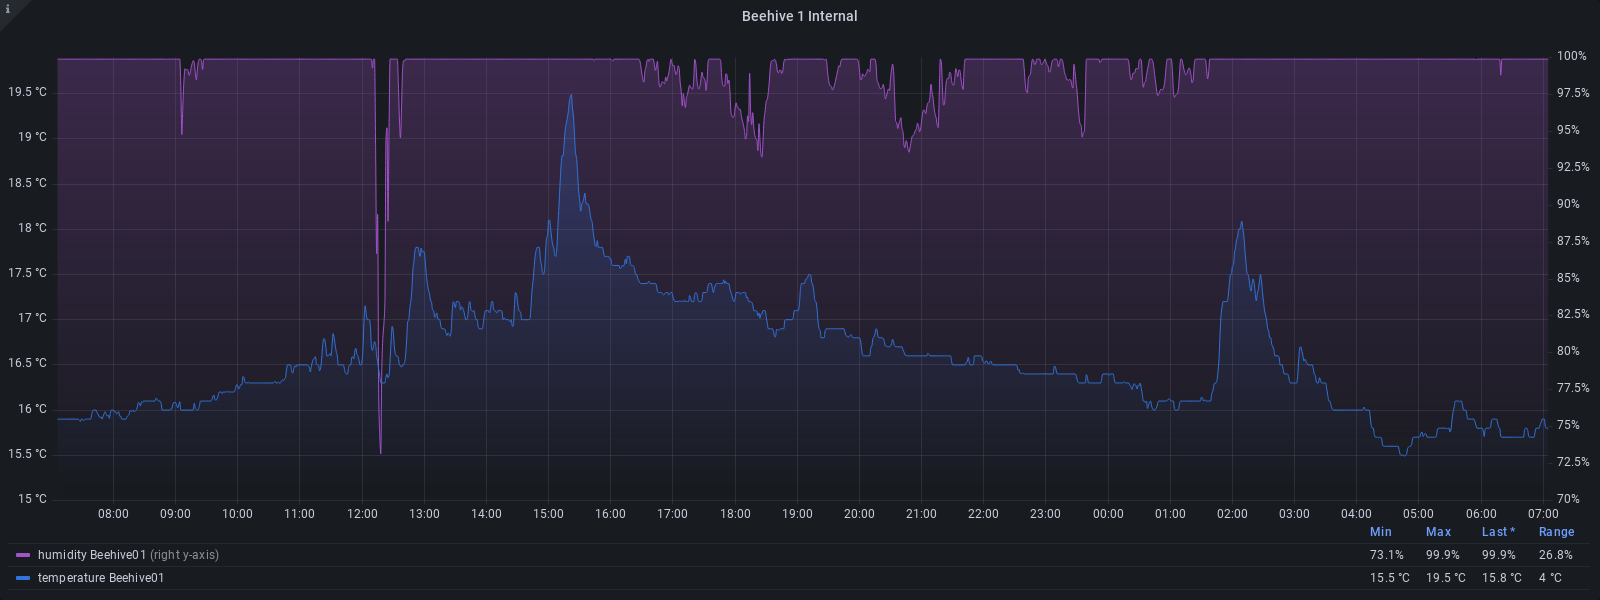 i
Beehive 1 Internal
100%
19.5 °C
97.5%
19 °C
95%
92.5%
18.5 °C
90%
18 °C
87.5%
17.5 °C
85%
17 °C
82.5%
80%
16.5 °C
77.5%
16 °C
75%
15.5 °C
72.5%
15 °C
70%
08:00 09:00 10:00 11:00 12:00 13:00 14:00 15:00 16:00 17:00 18:00 19:00 20:00 21:00 22:00 23:00 00:00 01:00 02:00 03:00 04:00 05:00 06:00 07:00
Min Max Last * Range
humidity Beehive01 (right y-axis) 73.1% 99.9% 99.9% 26.8%
temperature Beehive01 15.5 °C 19.5 °C 15.8 °C 4 °C